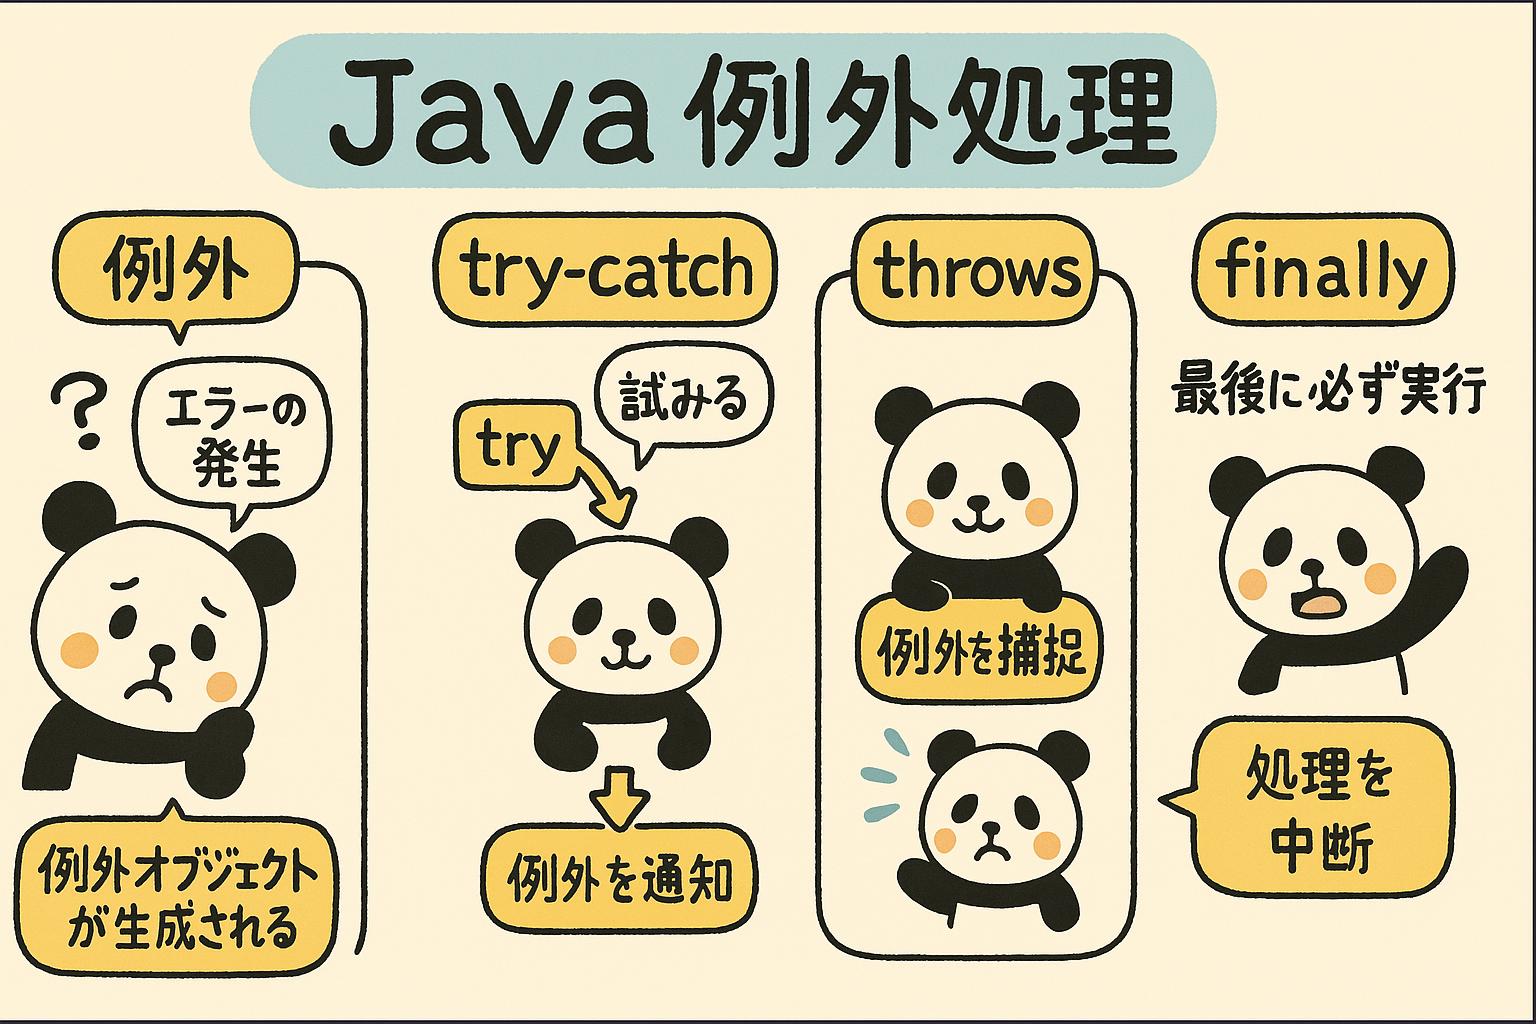 Java 例外処理
例外
エラーの
発生
?
例外オブジェクト
が生成される
try-catch
試みる
try
例外を通知
throws
例外を捕捉
finally
最後に必ず実行
処理を
中断